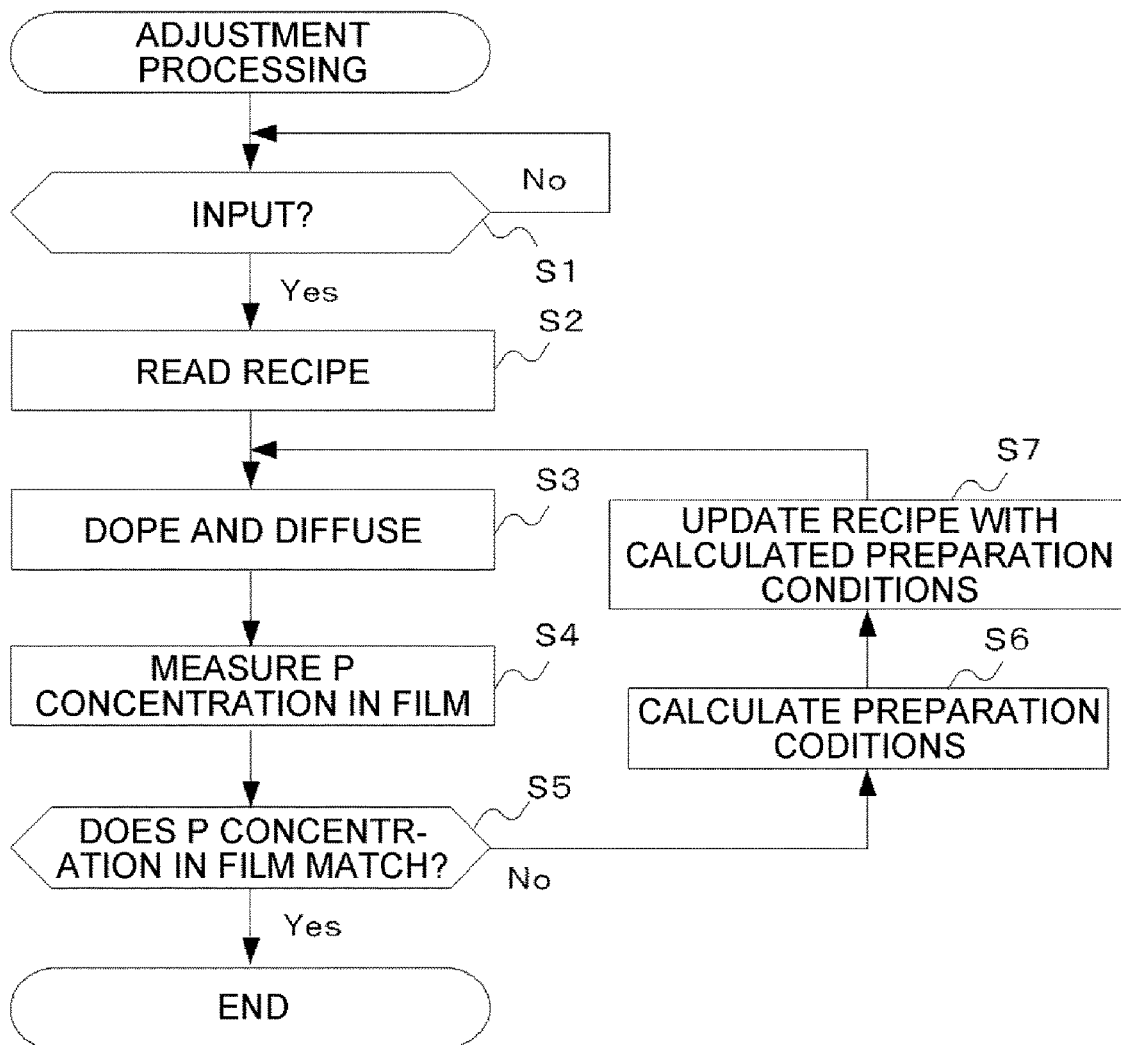 ADJUSTMENT
PROCESSING
No
INPUT?
S1
Yes
S2
READ RECIPE
S3
DOPE AND DIFFUSE
S4
MEASURE P
CONCENTRATION IN FILM
S5
DOES P CONCENTR-
ATION IN FILM MATCH?
No
Yes
END
S6
CALCULATE PREPARATION
CODITIONS
S7
UPDATE RECIPE WITH
CALCULATED PREPARATION
CONDITIONS